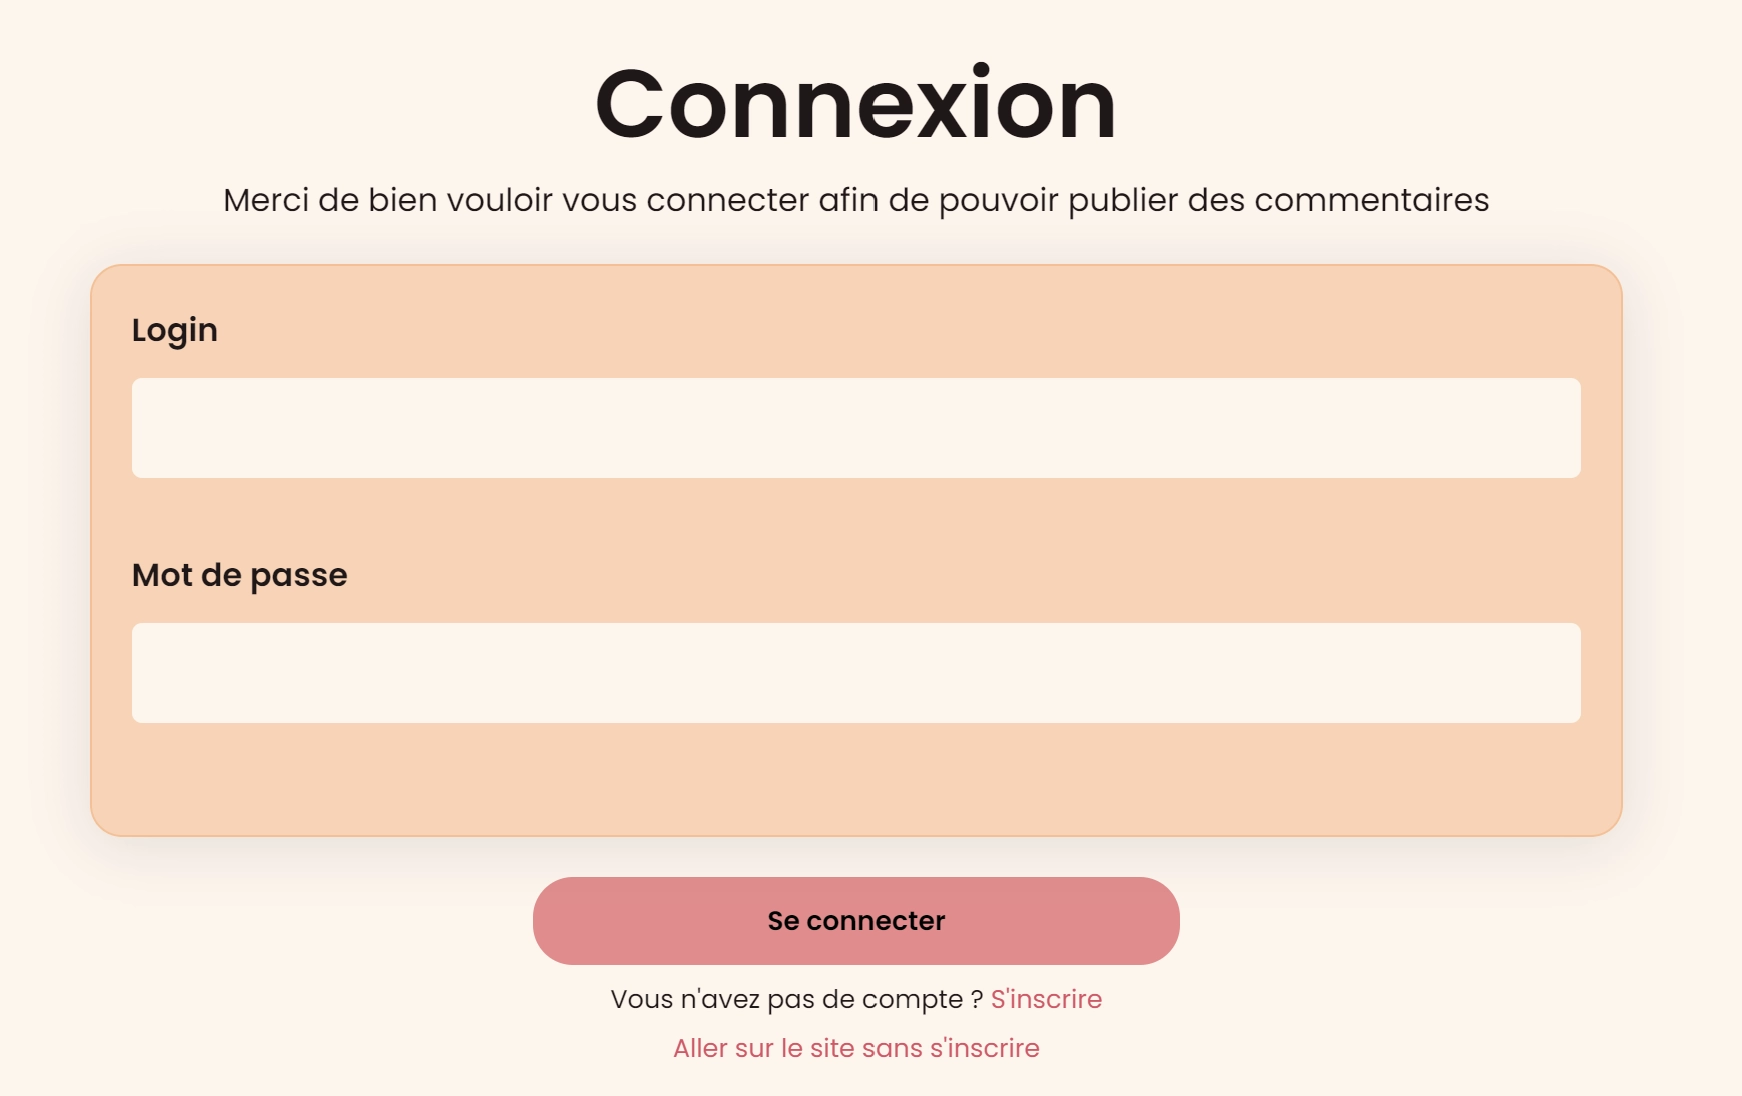 Connexion
Merci de bien vouloir vous connecter afin de pouvoir publier des commentaires
Login
Mot de passe
Se connecter
Vous n'avez pas de compte ? S'inscrire
Aller sur le site sans s'inscrire